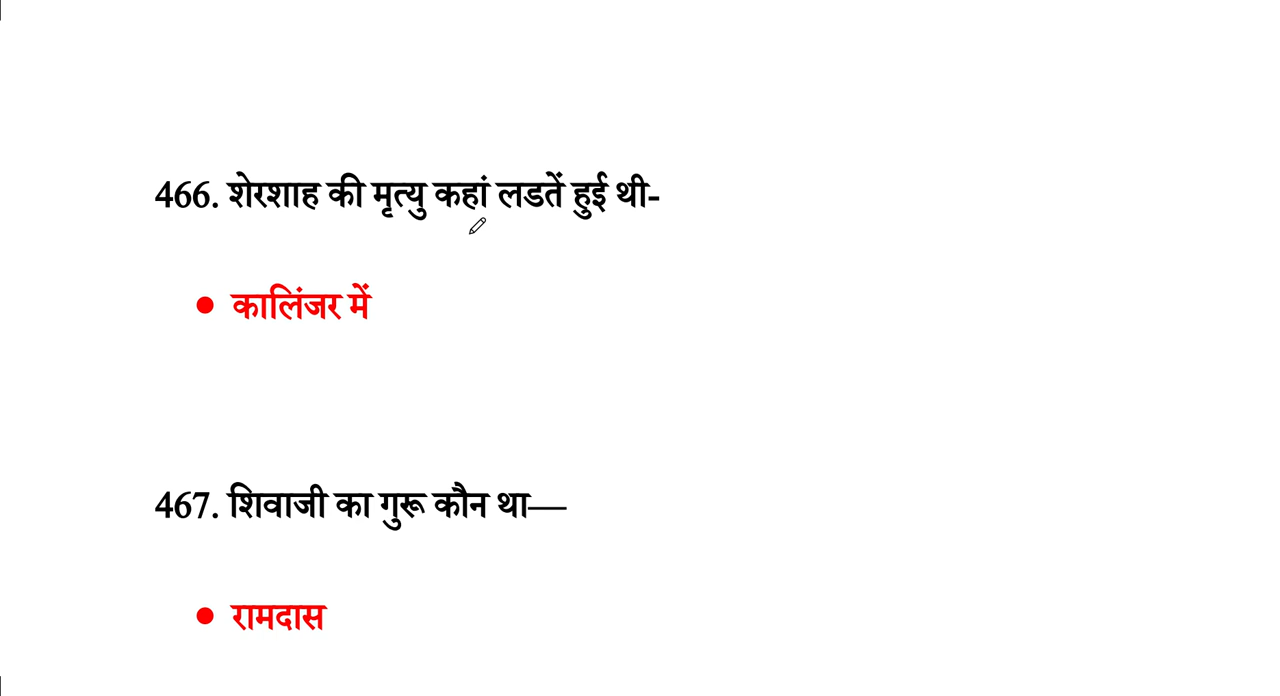 466. शेरशाह की मृत्यु कहां लडतें हुई थी-
• कालिंजर में
467. शिवाजी का गुरू कौन था—
• रामदास